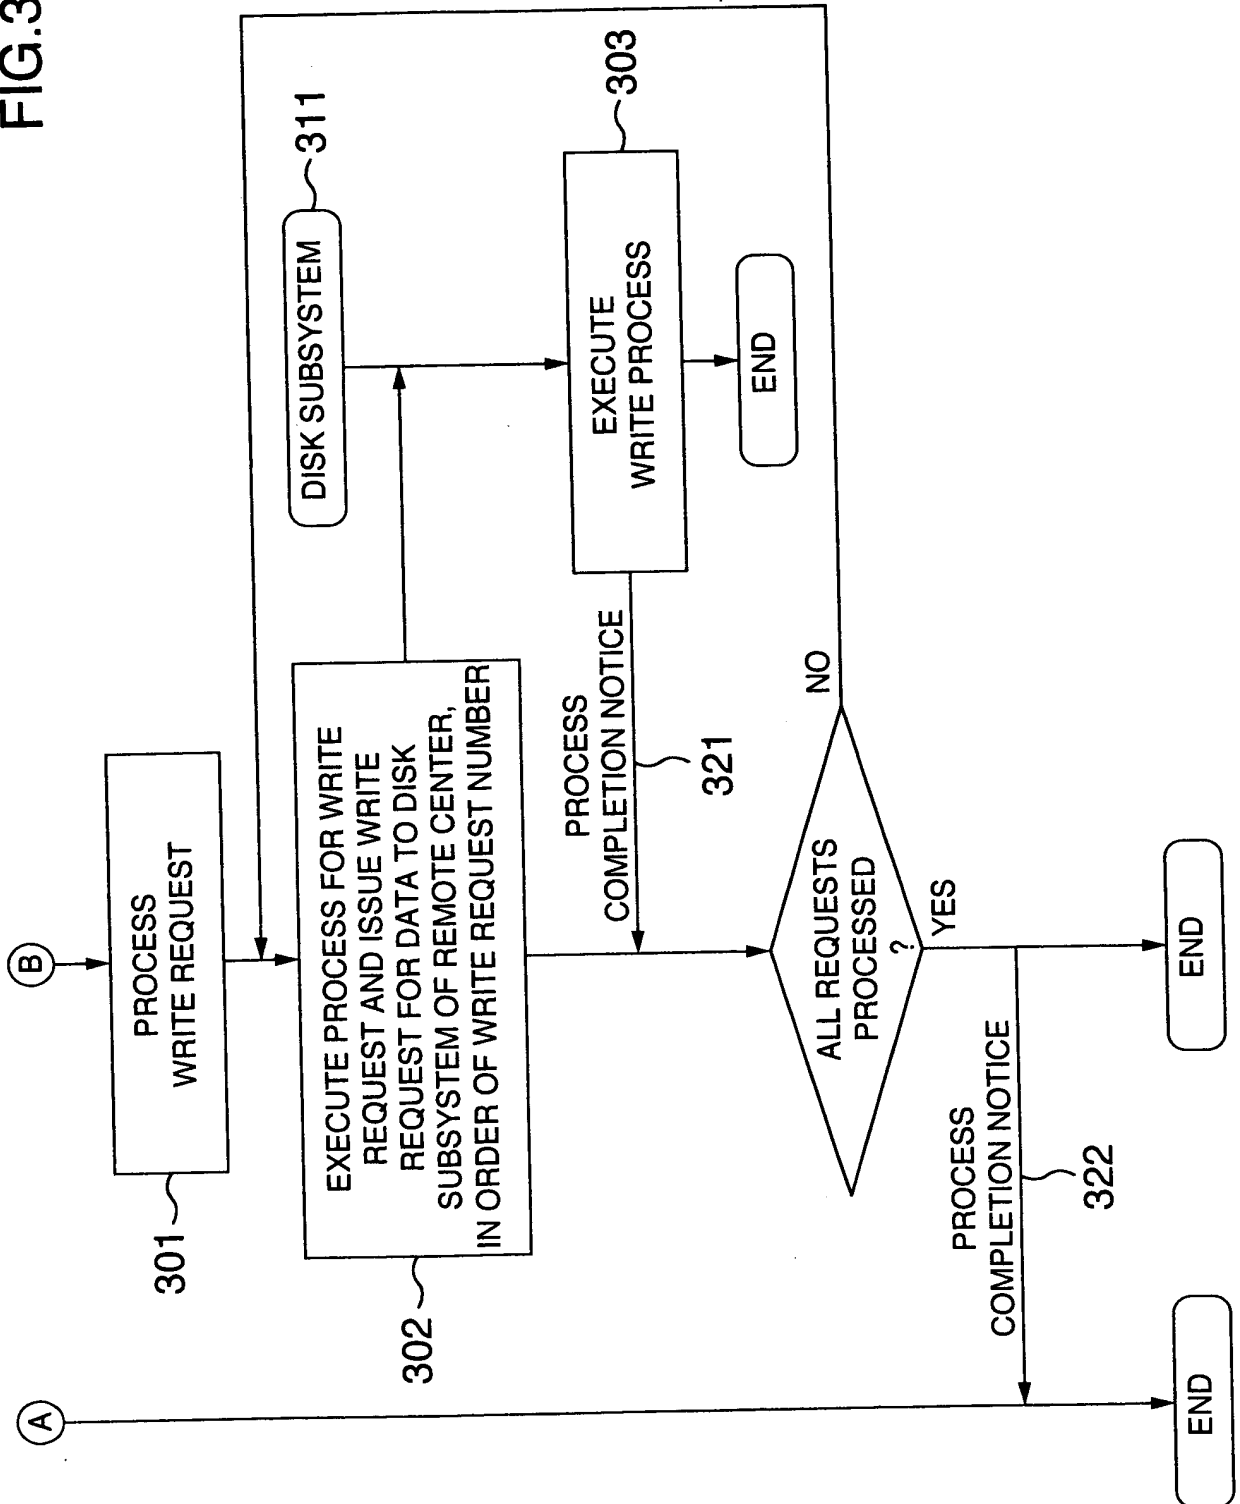 FIG.3
A
B
PROCESS
WRITE REQUEST
301
EXECUTE PROCESS FOR WRITE
REQUEST AND ISSUE WRITE
REQUEST FOR DATA TO DISK
SUBSYSTEM OF REMOTE CENTER,
IN ORDER OF WRITE REQUEST NUMBER
302
DISK SUBSYSTEM
311
EXECUTE
WRITE PROCESS
303
END
PROCESS
COMPLETION NOTICE
321
ALL REQUESTS
PROCESSED
?
NO
YES
PROCESS
COMPLETION NOTICE
322
END
END